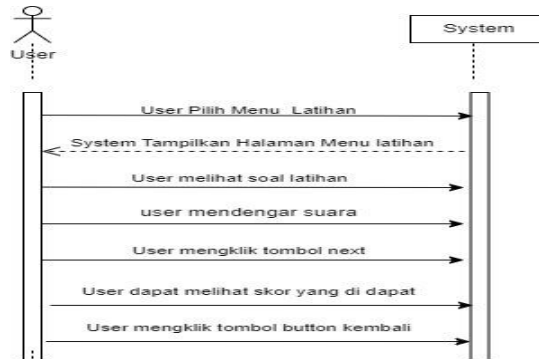 User
System
User Pilih Menu Latihan
System Tampilkan Halaman Menu latihan
User melihat soal latihan
user mendengar suara
User mengklik tombol next
User dapat melihat skor yang di dapat
User mengklik tombol button kembali